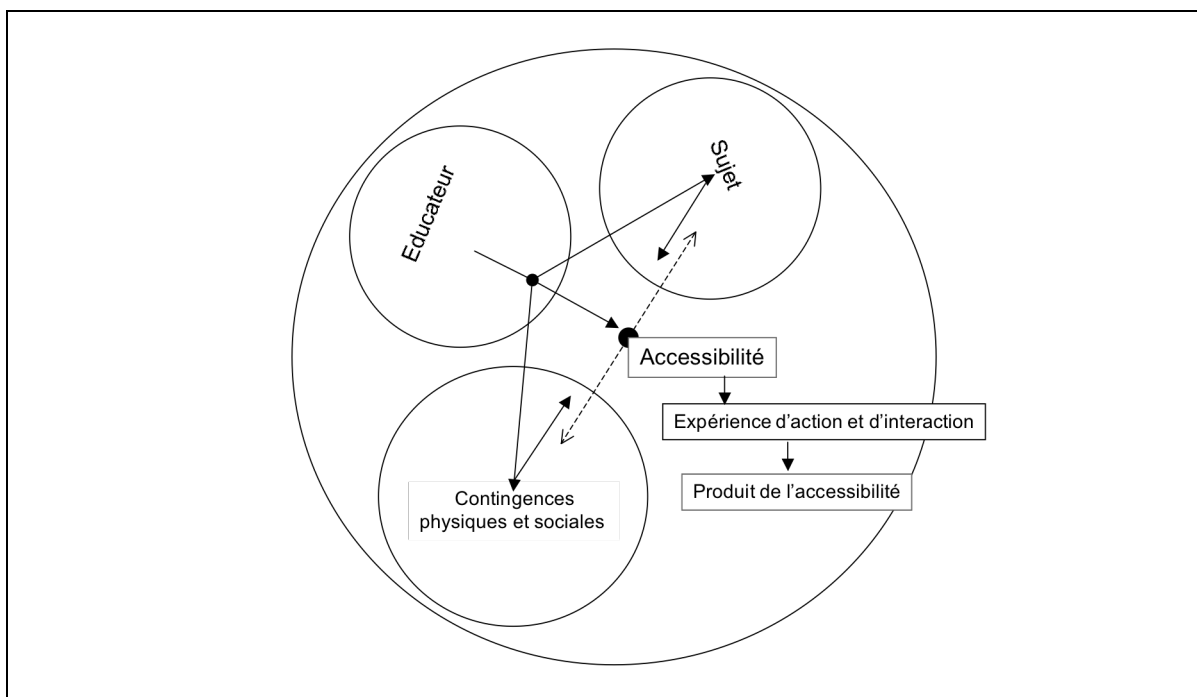 Educateur
Sujet
Accessibilité
Expérience d’action et d’interaction
Produit de l’accessibilité
Contingences
physiques et sociales